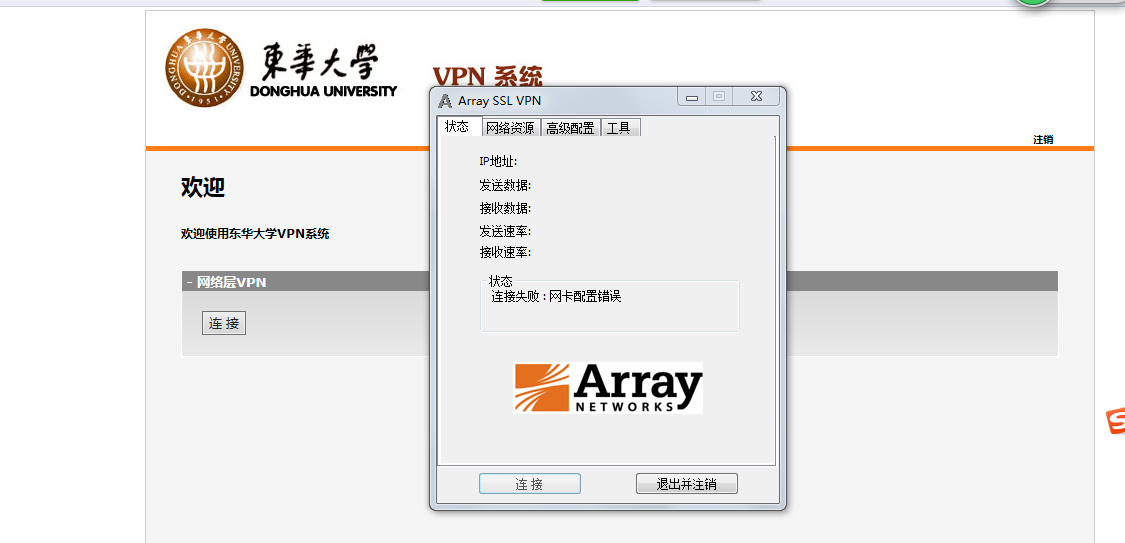 東華大學
DONGHUA UNIVERSITY
DONGHUA UNIVERSITY
1951
VPN 系统
注销
欢迎
欢迎使用东华大学VPN系统
- 网络层VPN
连 接
Array SSL VPN
状态 网络资源 高级配置 工具
IP地址:
发送数据:
接收数据:
发送速率:
接收速率:
状态
连接失败 : 网卡配置错误
Array
NETWORKS
连 接
退出并注销